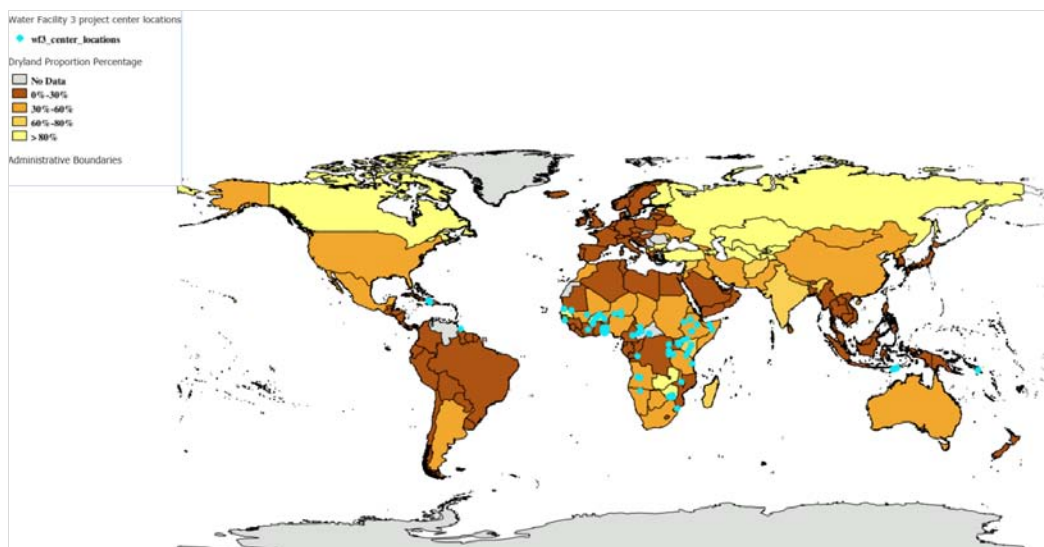 Water Facility 3 project center locations
wf3_center_locations
Dryland Proportion Percentage
No Data
0%-30%
30%-60%
60%-80%
> 80%
Administrative Boundaries